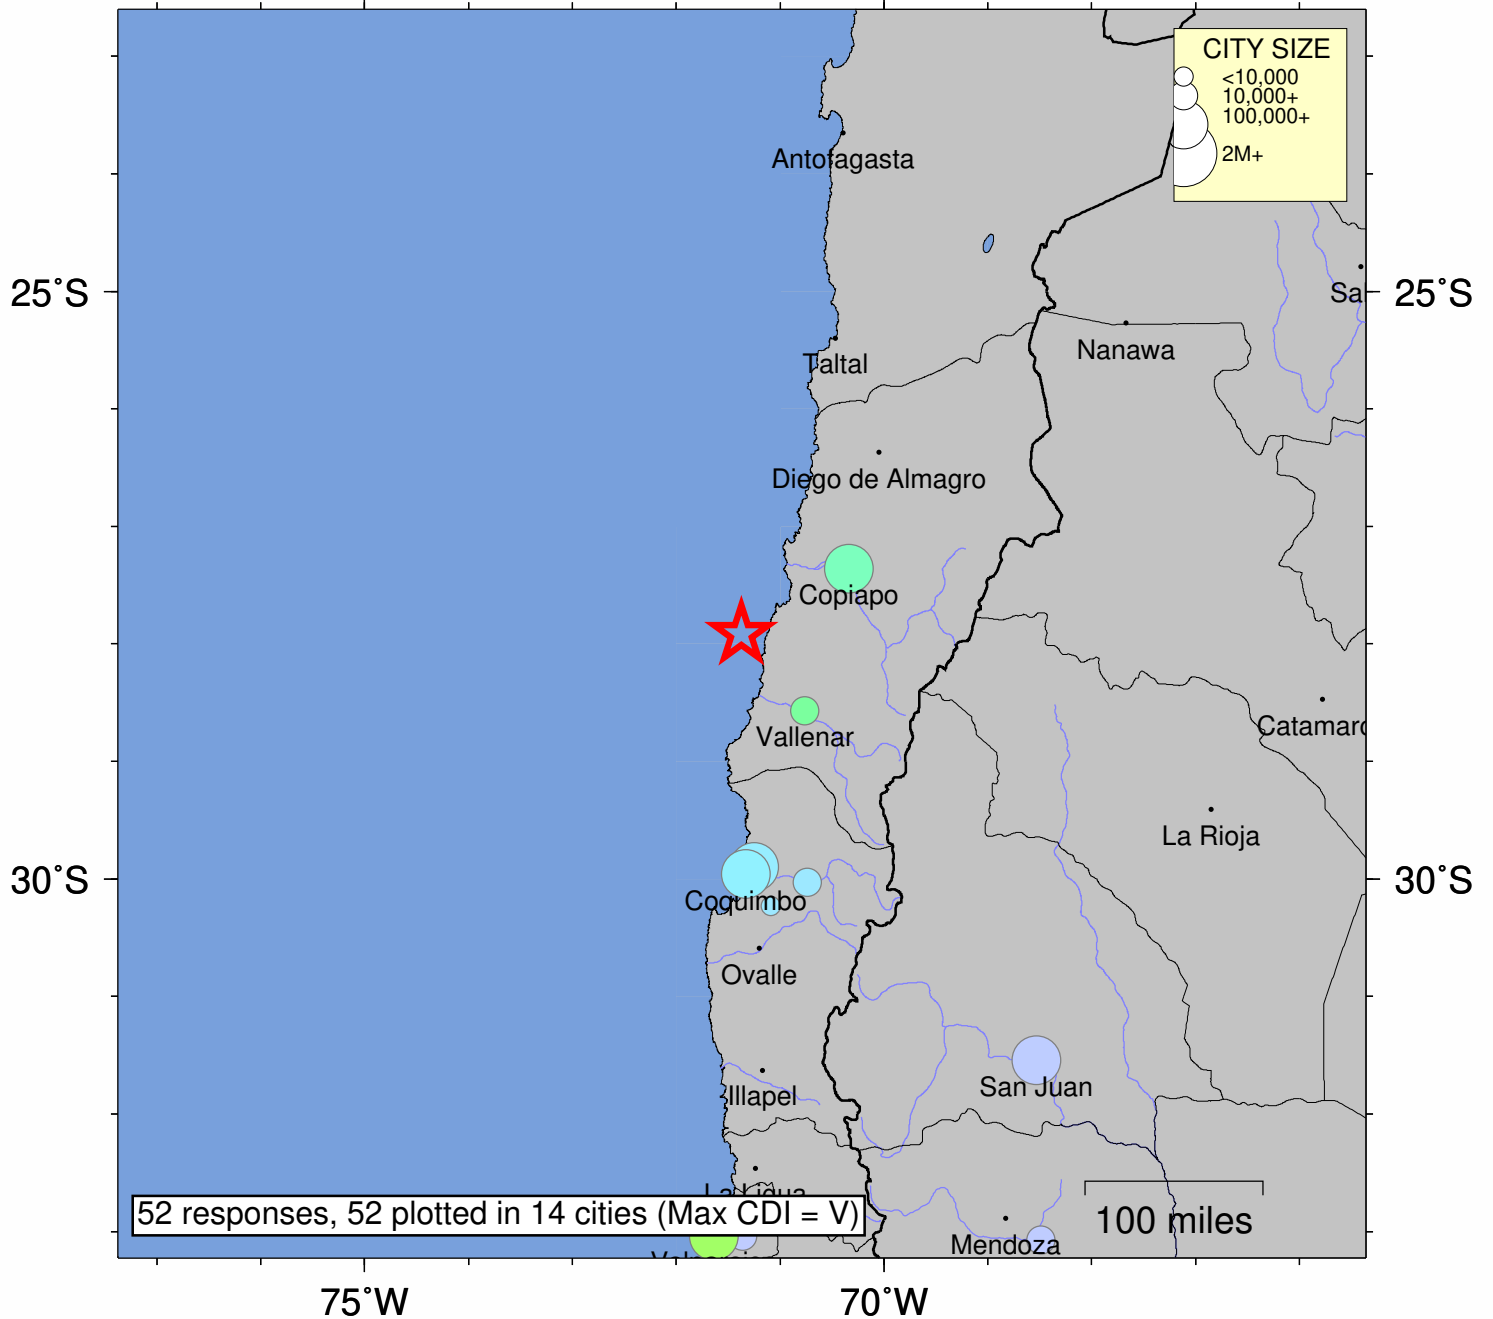 CITY SIZE
<10,000
10,000+
100,000+
2M+
Antofagasta
25˚S
25˚S
Nanawa
Taltal
Diego de Almagro
Copiapo
Vallenar
La Rioja
30˚S
30˚S
Coquimbo
Ovalle
San Juan
Illapel
La Ligua
52 responses, 52 plotted in 14 cities (Max CDI = V)
100 miles
Mendoza
75˚W
70˚W